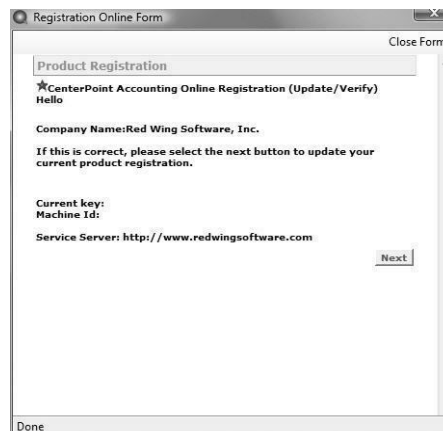 Registration Online Form
Close Form
Product Registration
CenterPoint Accounting Online Registration (Update/Verify)
Hello
Company Name:Red Wing Software, Inc.
If this is correct, please select the next button to update your
current product registration.
Current key:
Machine Id:
Service Server: http://www.redwingsoftware.com
Next
Done